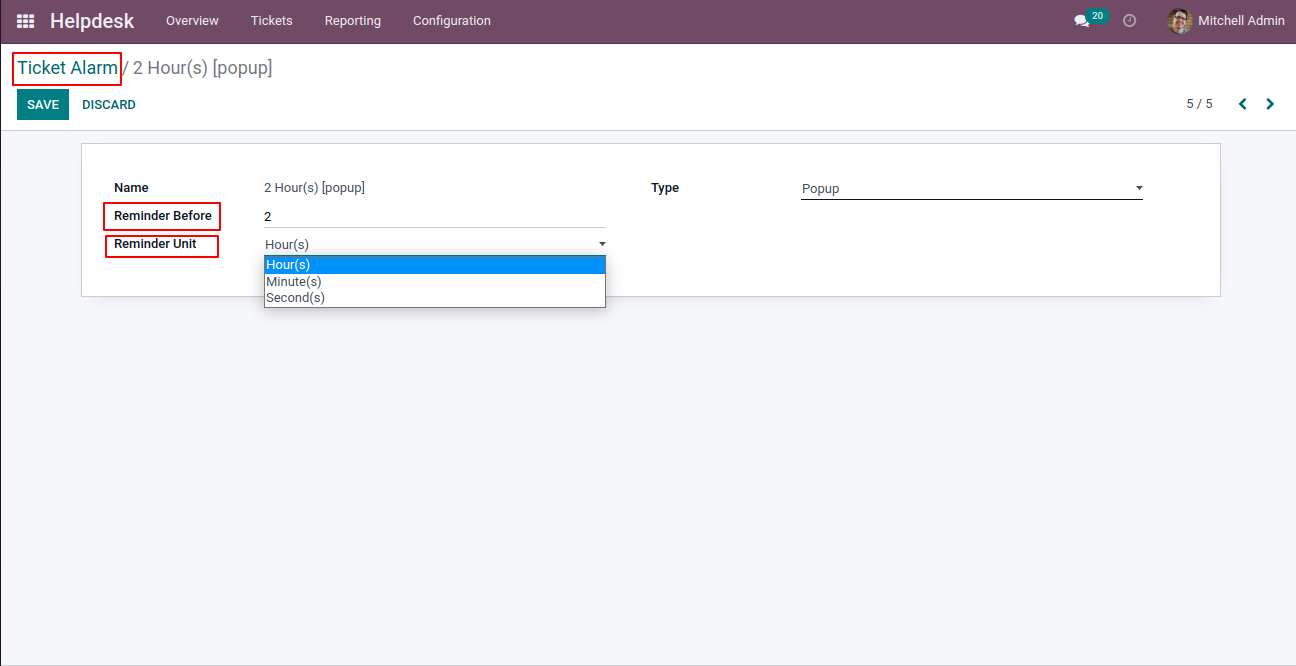 Helpdesk Overview Tickets Reporting Configuration 20 Mitchell Admin
Ticket Alarm / 2 Hour(s) [popup]
SAVE DISCARD 5 / 5
Name 2 Hour(s) [popup] Type Popup
Reminder Before 2
Reminder Unit Hour(s)
Hour(s)
Minute(s)
Second(s)